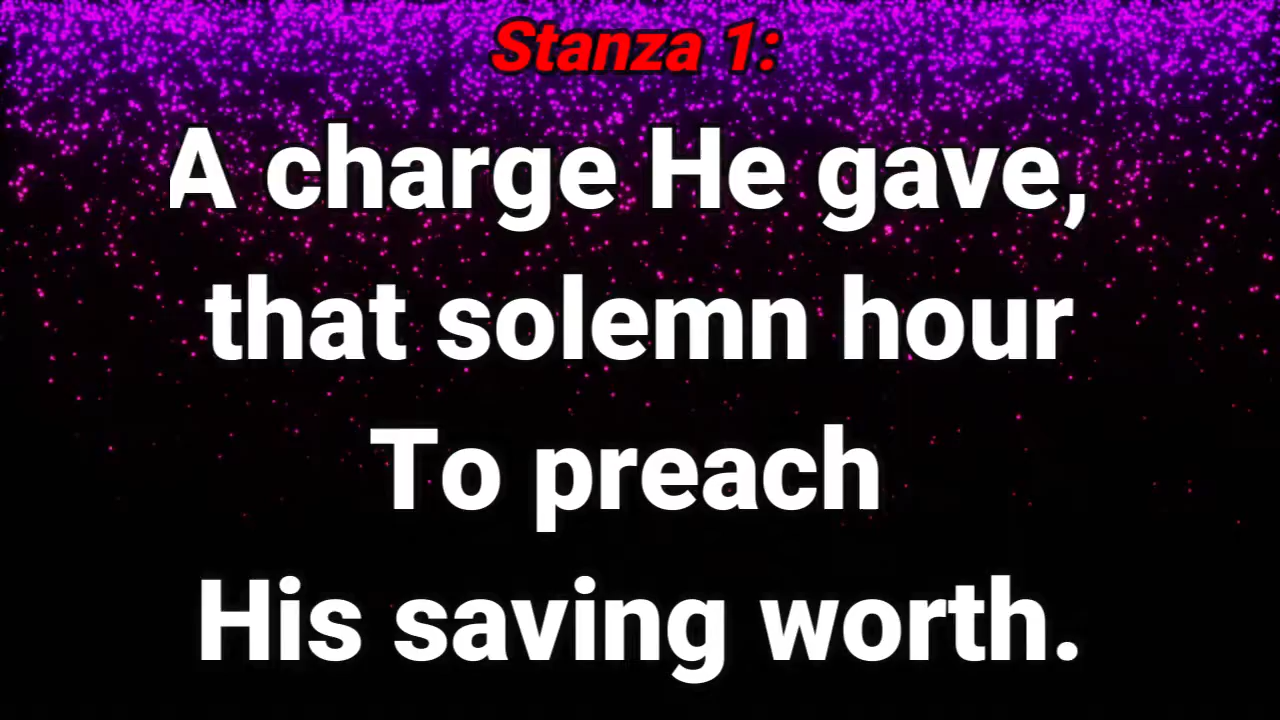 Stanza 1:
A charge He gave,
that solemn hour
To preach
His saving worth.